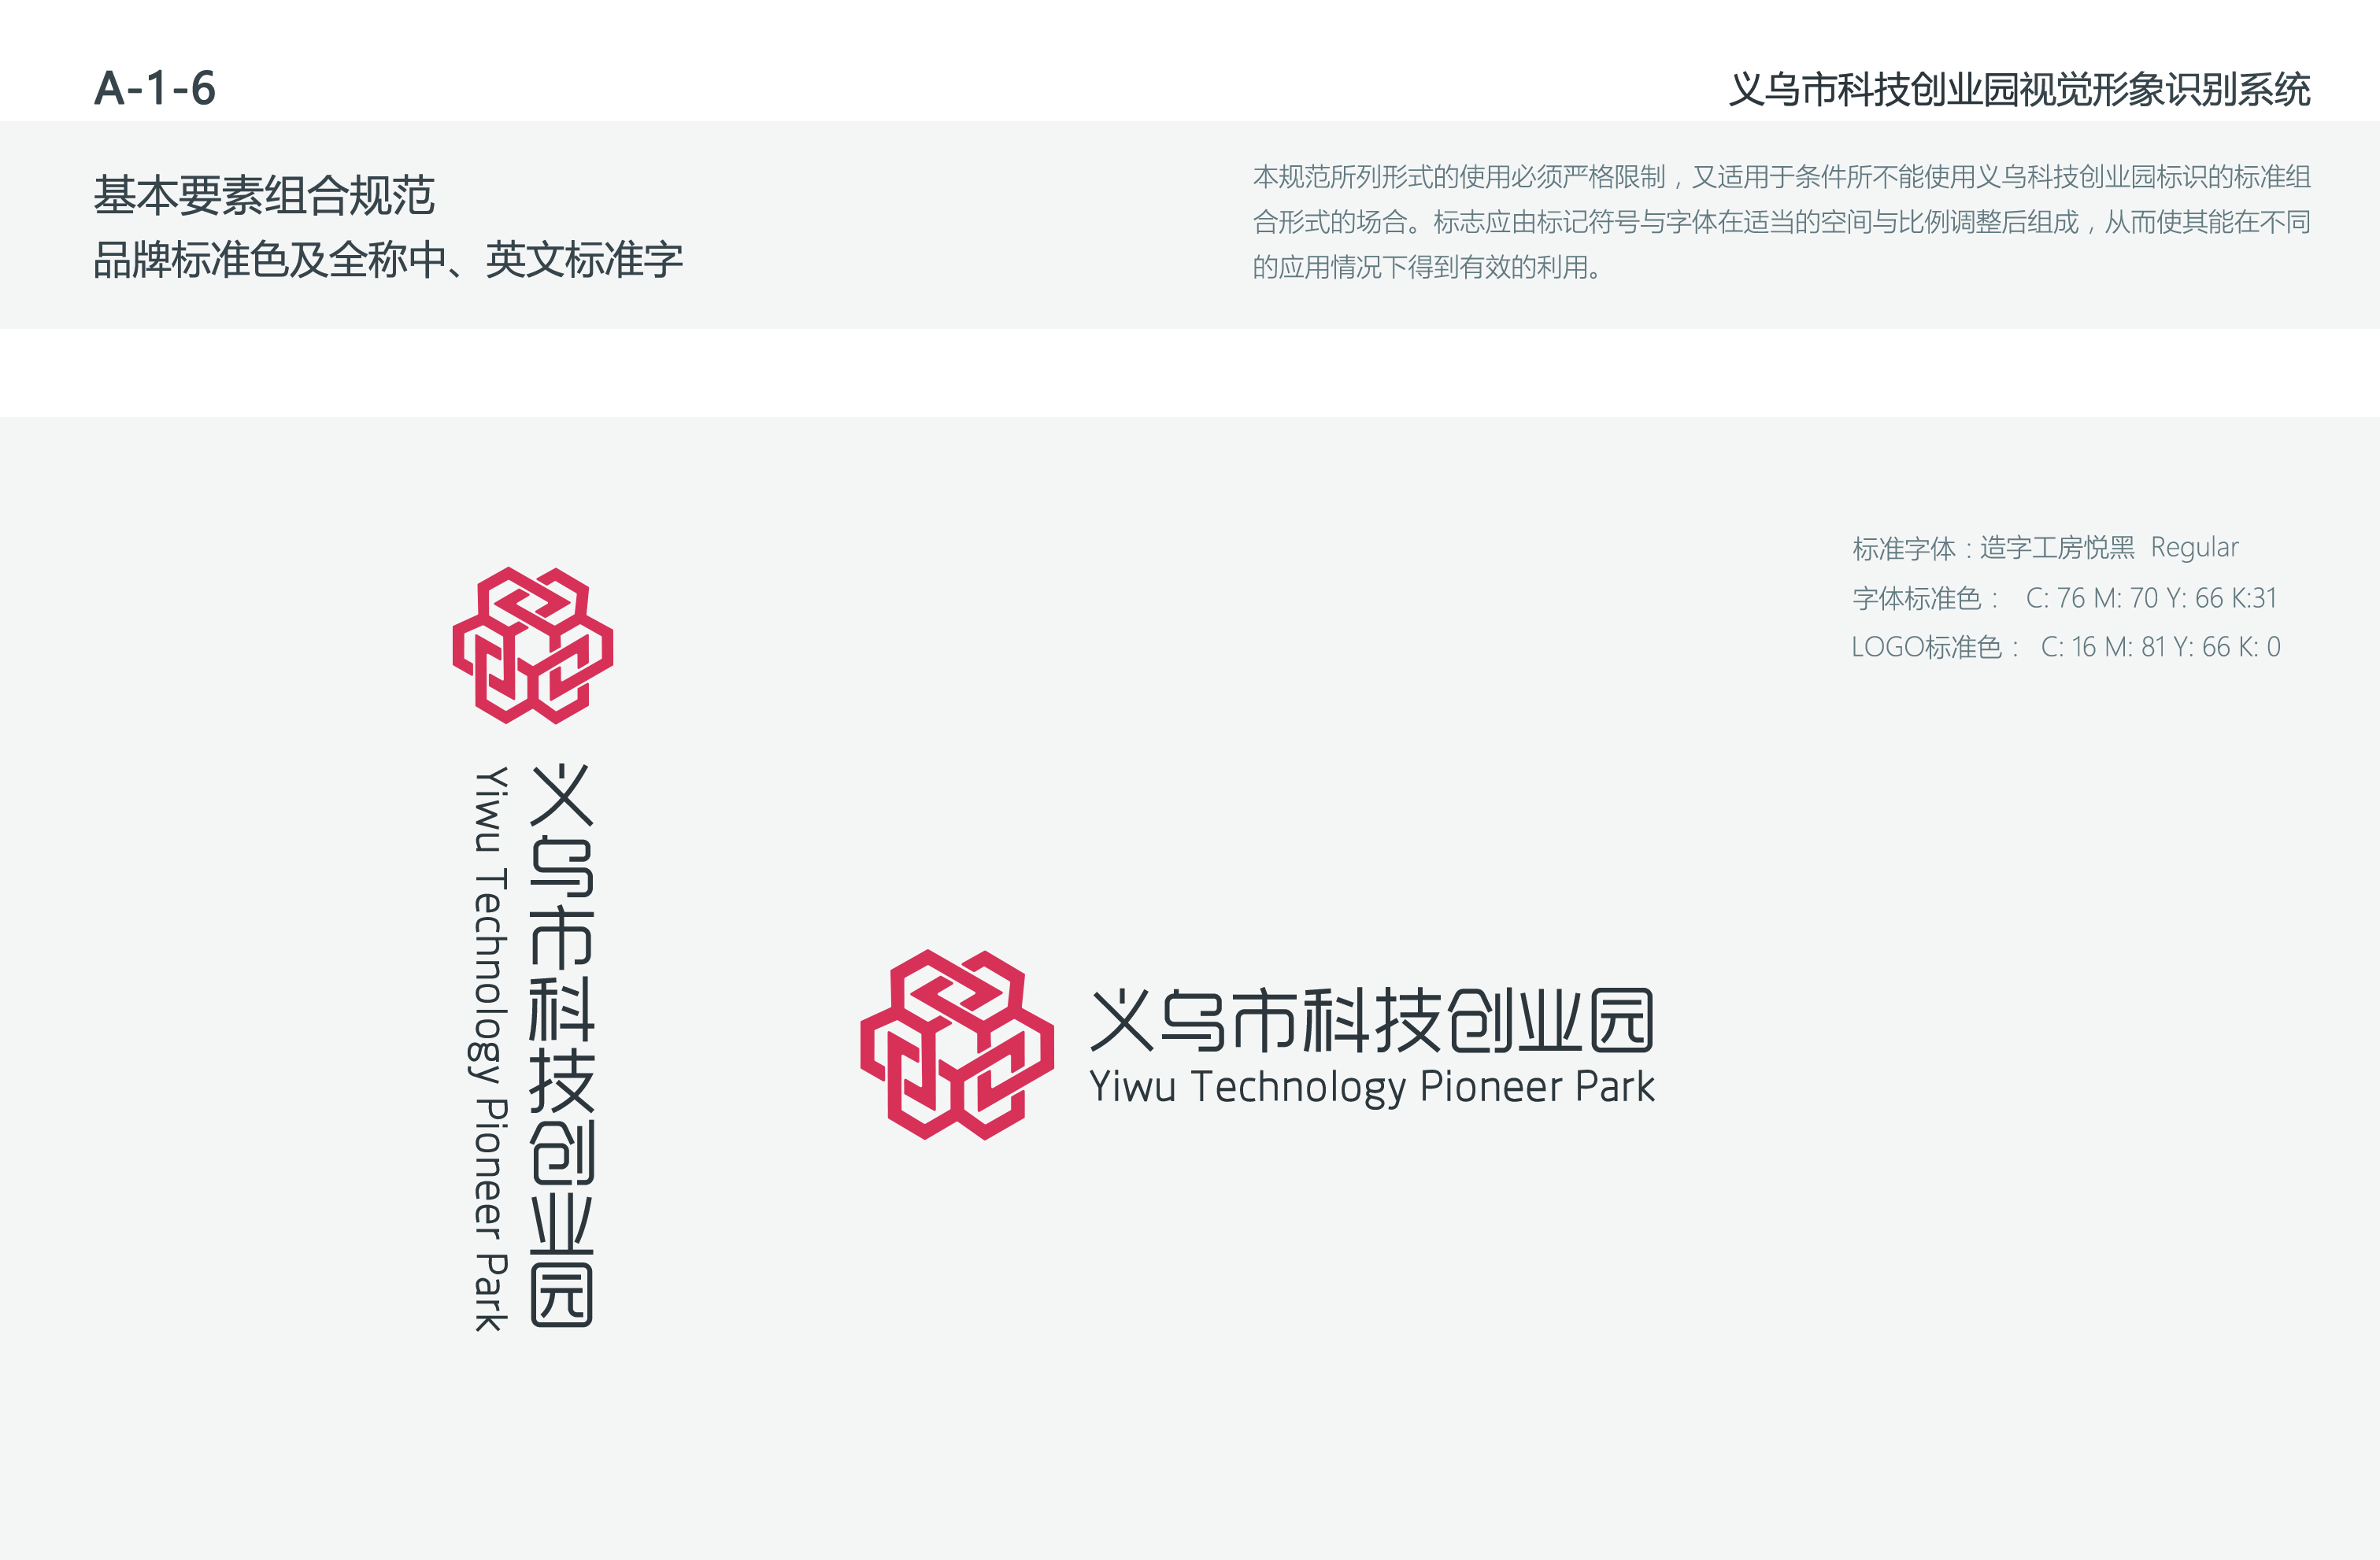 A-1-6
义乌市科技创业园视觉形象识别系统
基本要素组合规范
品牌标准色及全称中、英文标准字
本规范所列形式的使用必须严格限制，又适用于条件所不能使用义乌科技创业园标识的标准组
合形式的场合。标志应由标记符号与字体在适当的空间与比例调整后组成，从而使其能在不同
的应用情况下得到有效的利用。
标准字体：造字工房悦黑 Regular
字体标准色： C: 76 M: 70 Y: 66 K:31
LOGO标准色： C: 16 M: 81 Y: 66 K: 0
义乌市科技创业园
Yiwu Technology Pioneer Park
义乌市科技创业园
Yiwu Technology Pioneer Park